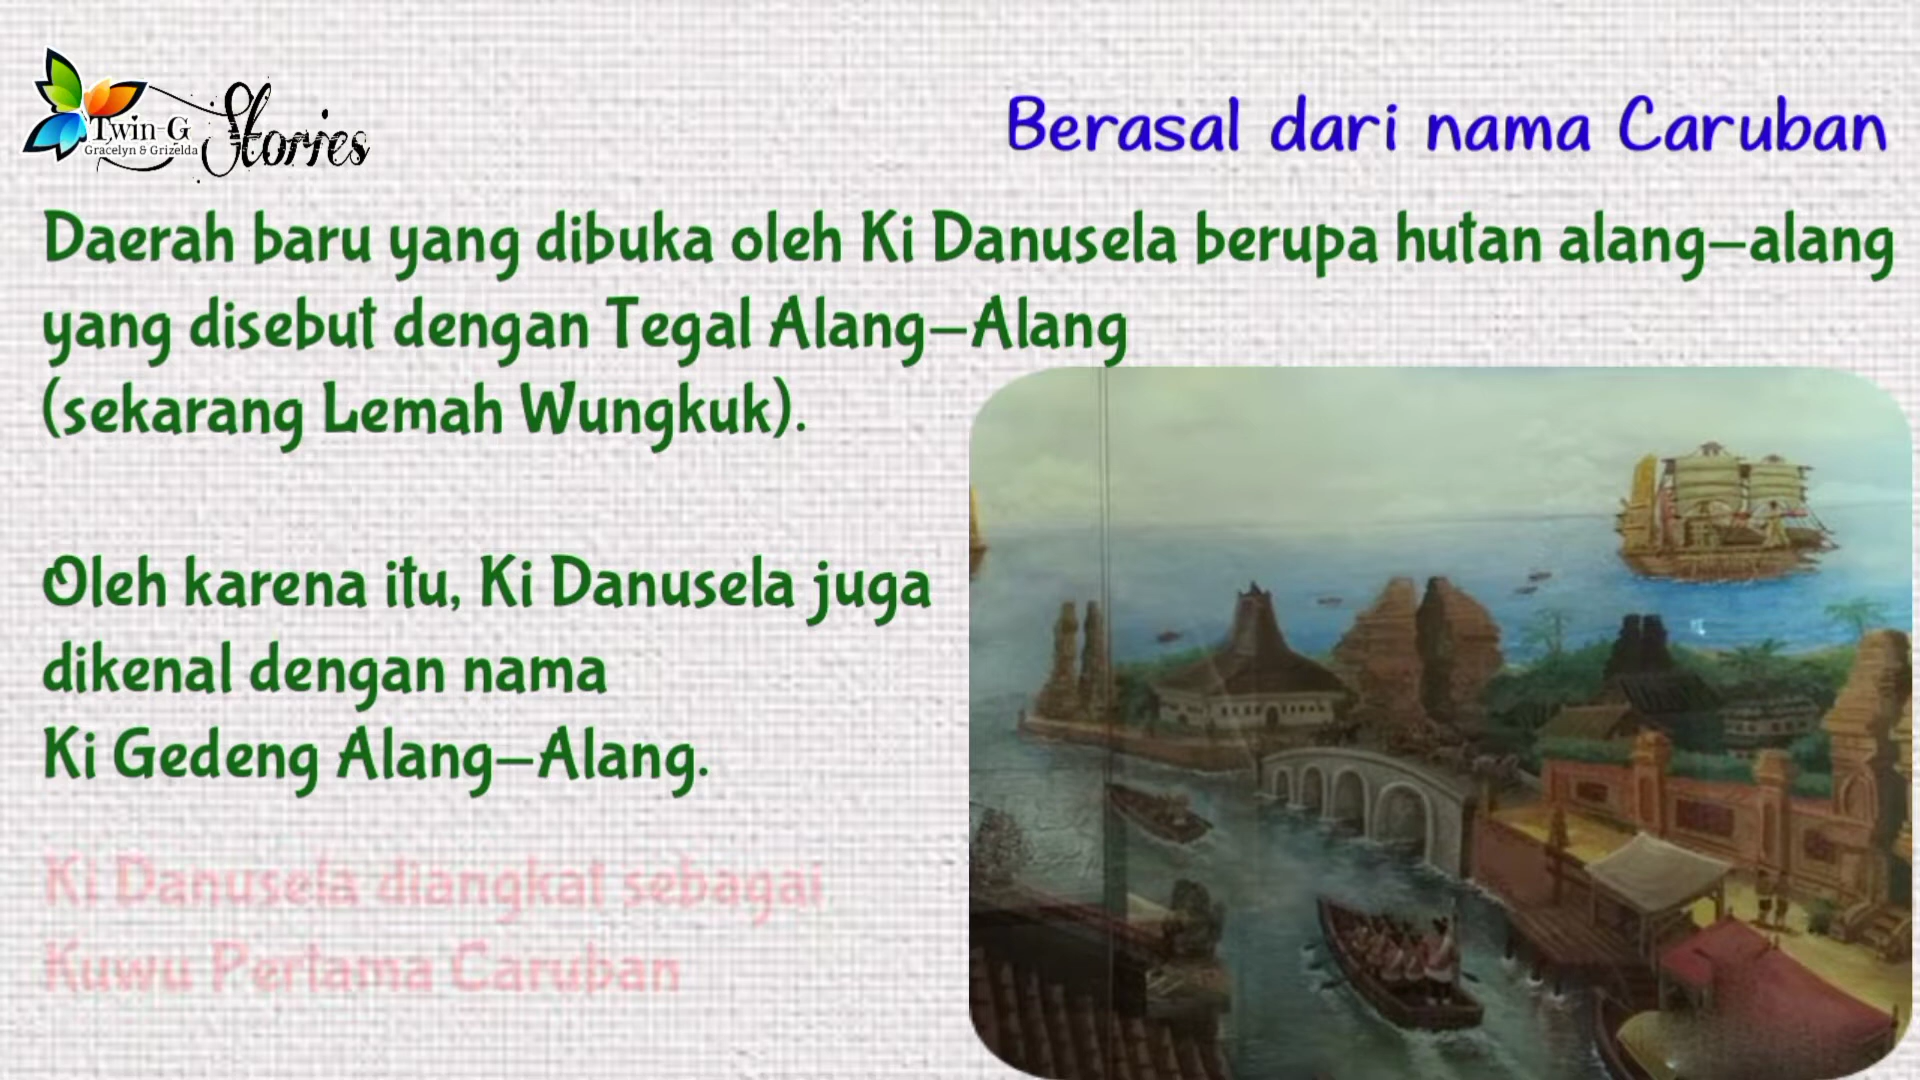 Twin-G
Gracelyn & Grizelda
Stories
Berasal dari nama Caruban
Daerah baru yang dibuka oleh Ki Danusela berupa hutan alang-alang
yang disebut dengan Tegal Alang-Alang
(sekarang Lemah Wungkuk).
Oleh karena itu, Ki Danusela juga
dikenal dengan nama
Ki Gedeng Alang-Alang.
Ki Danusela diangkat sebagai
Kuwu Pertama Caruban